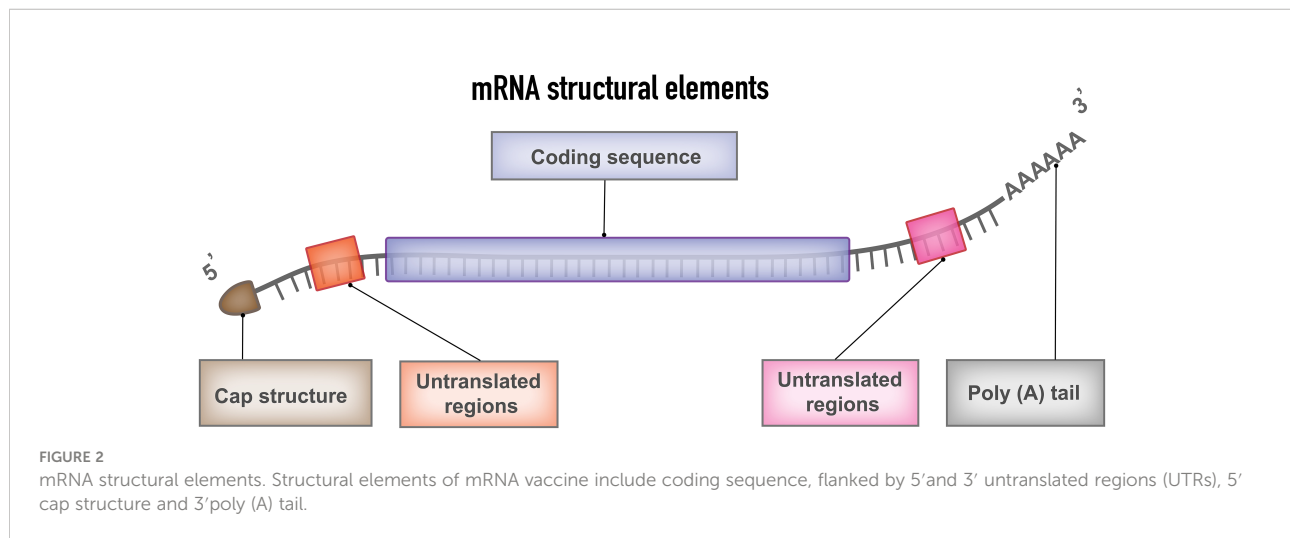 mRNA structural elements
3′
Coding sequence
AAAAAA
5′
Cap structure
Untranslated
regions
Untranslated
regions
Poly (A) tail
FIGURE 2
mRNA structural elements. Structural elements of mRNA vaccine include coding sequence, flanked by 5′and 3′ untranslated regions (UTRs), 5′
cap structure and 3′poly (A) tail.